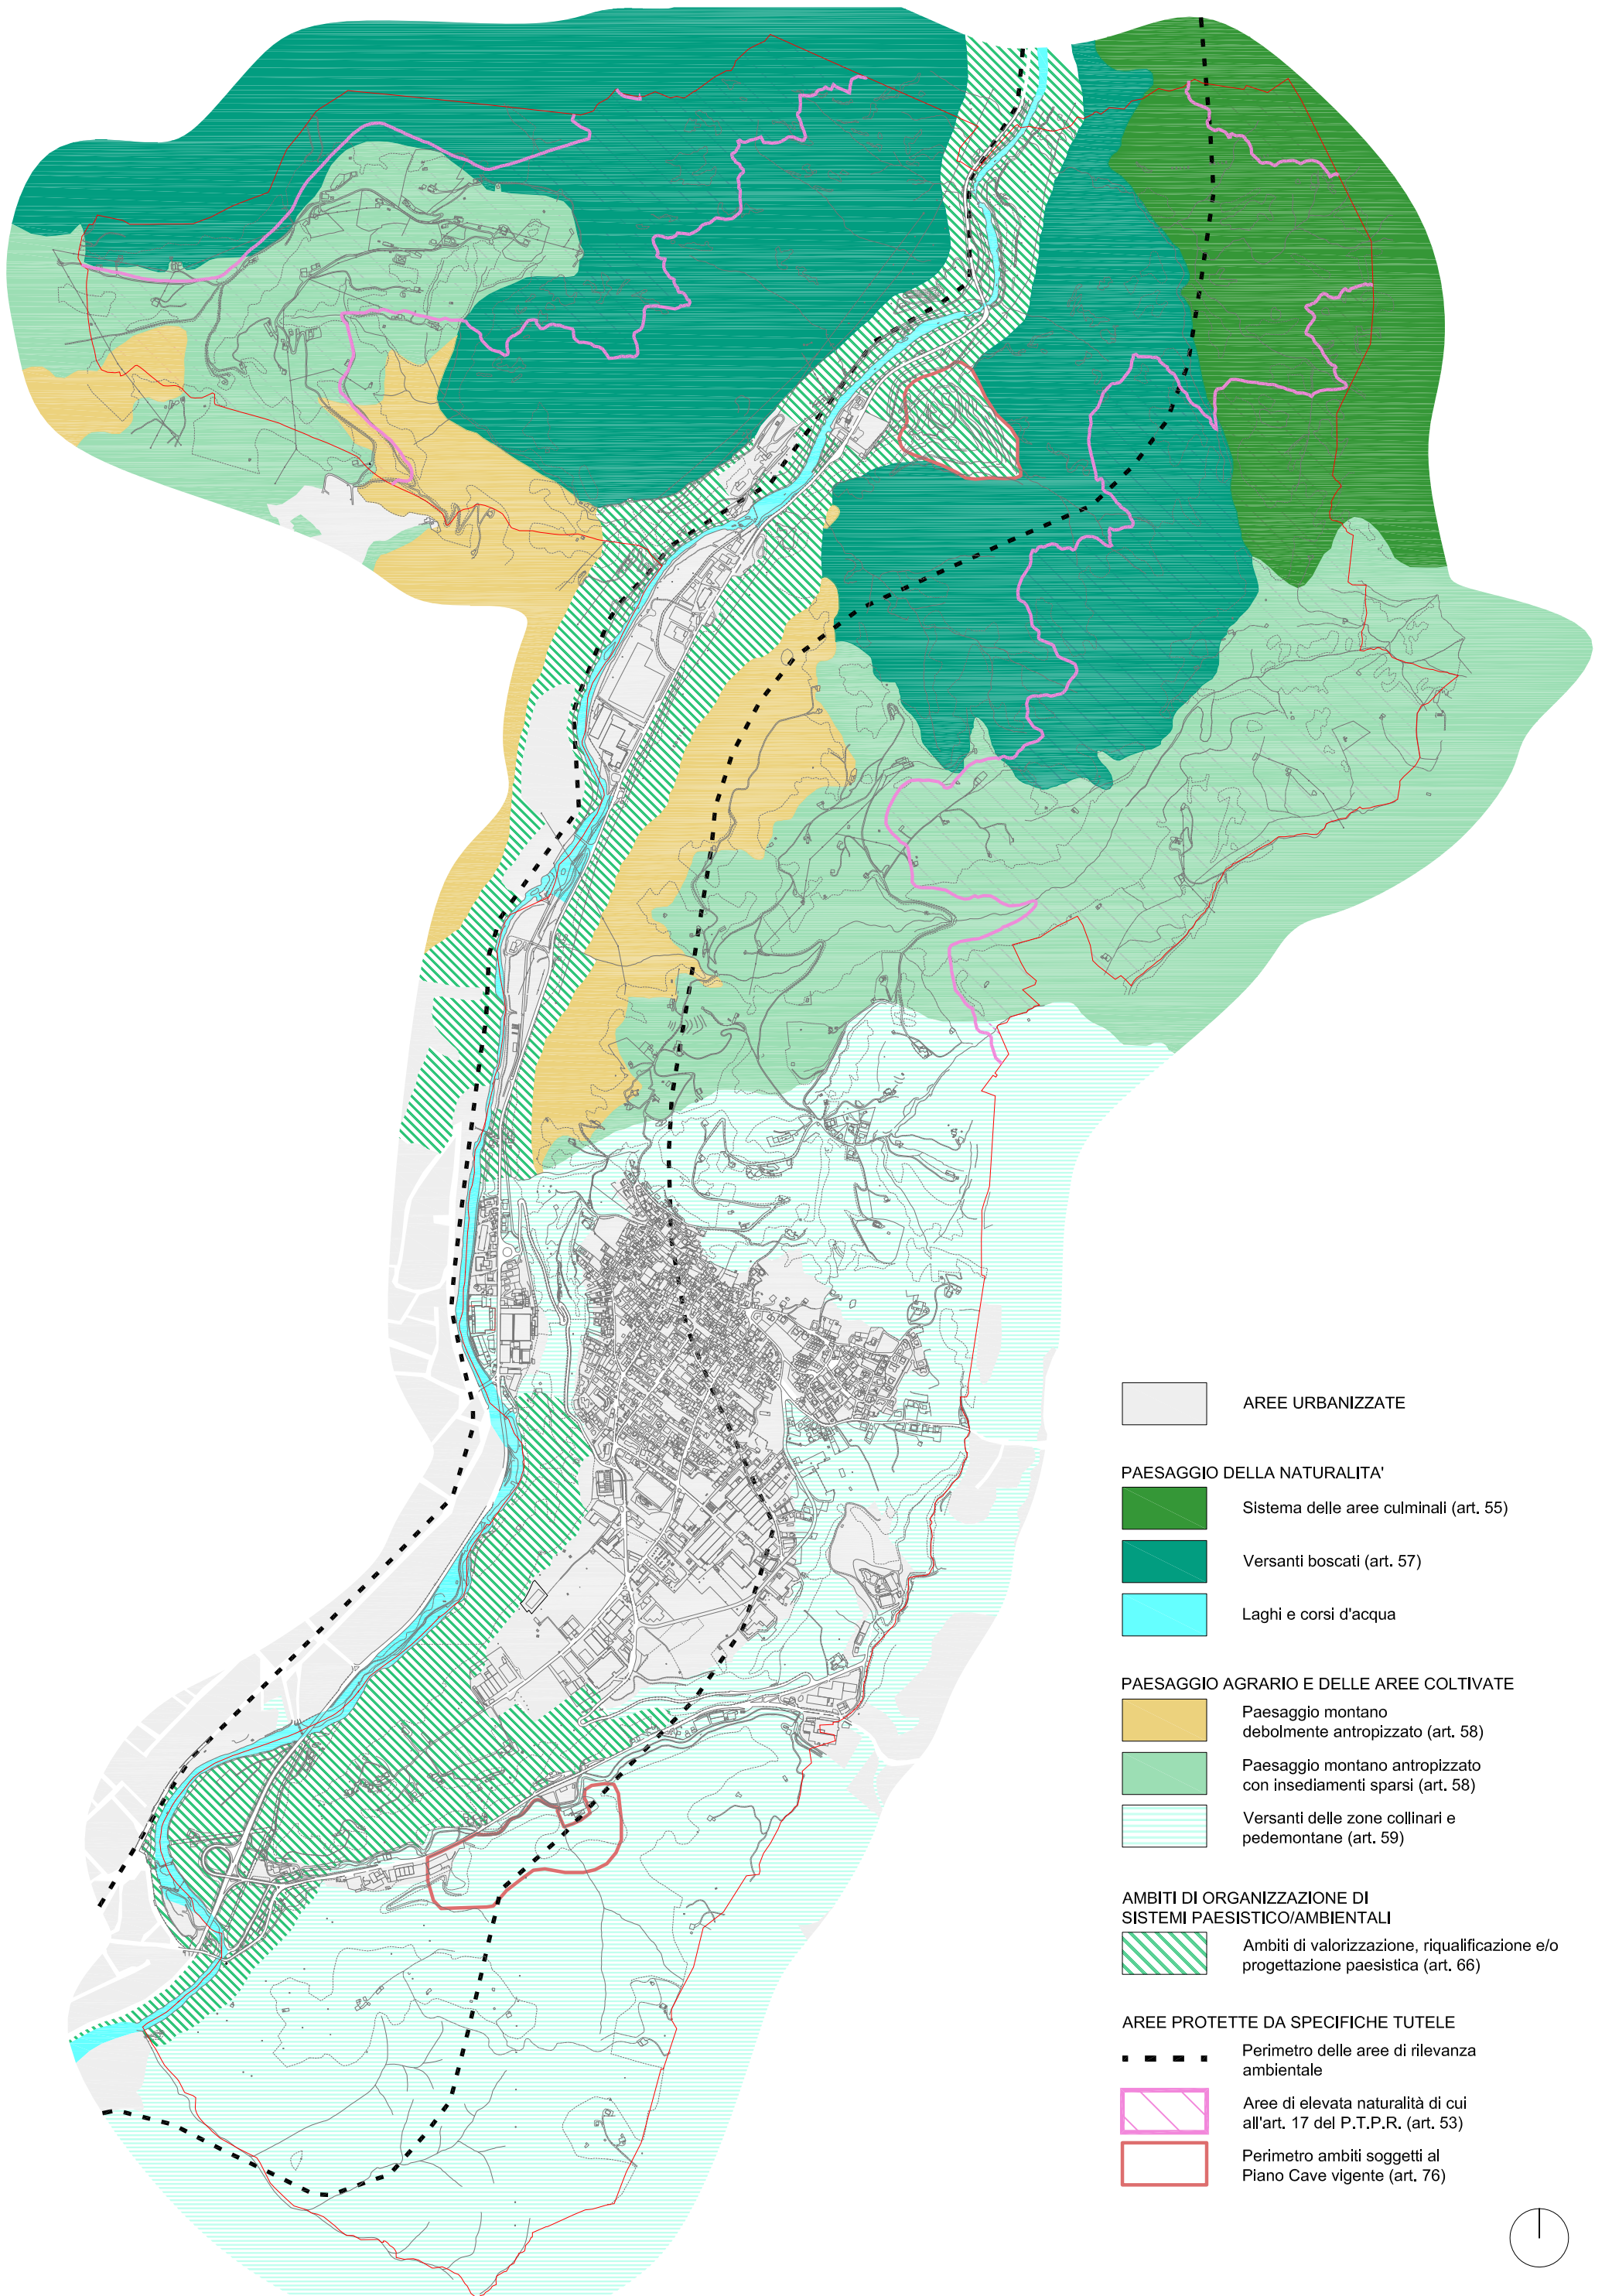 AREE URBANIZZATE
PAESAGGIO DELLA NATURALITA'
Sistema delle aree culminali (art. 55)
Versanti boscati (art. 57)
Laghi e corsi d'acqua
PAESAGGIO AGRARIO E DELLE AREE COLTIVATE
Paesaggio montano
debolmente antropizzato (art. 58)
Paesaggio montano antropizzato
con insediamenti sparsi (art. 58)
Versanti delle zone collinari e
pedemontane (art. 59)
AMBITI DI ORGANIZZAZIONE DI
SISTEMI PAESISTICO/AMBIENTALI
Ambiti di valorizzazione, riqualificazione e/o
progettazione paesistica (art. 66)
AREE PROTETTE DA SPECIFICHE TUTELE
Perimetro delle aree di rilevanza
ambientale
Aree di elevata naturalità di cui
all'art. 17 del P.T.P.R. (art. 53)
Perimetro ambiti soggetti al
Piano Cave vigente (art. 76)